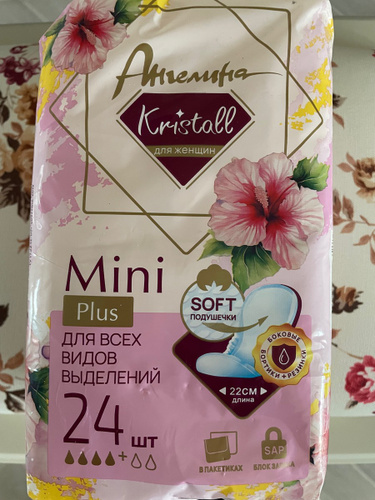 Ангелина
Kristall
для женщин
Mini
Plus
ДЛЯ ВСЕХ
ВИДОВ
ВЫДЕЛЕНИЙ
24 шт
+
SOFT
ПОДУШЕЧКИ
БОКОВЫЕ
БОРТИКИ + РЕЗИНКИ
22СМ
ДЛИНА
В ПАКЕТИКАХ
SAP
БЛОК